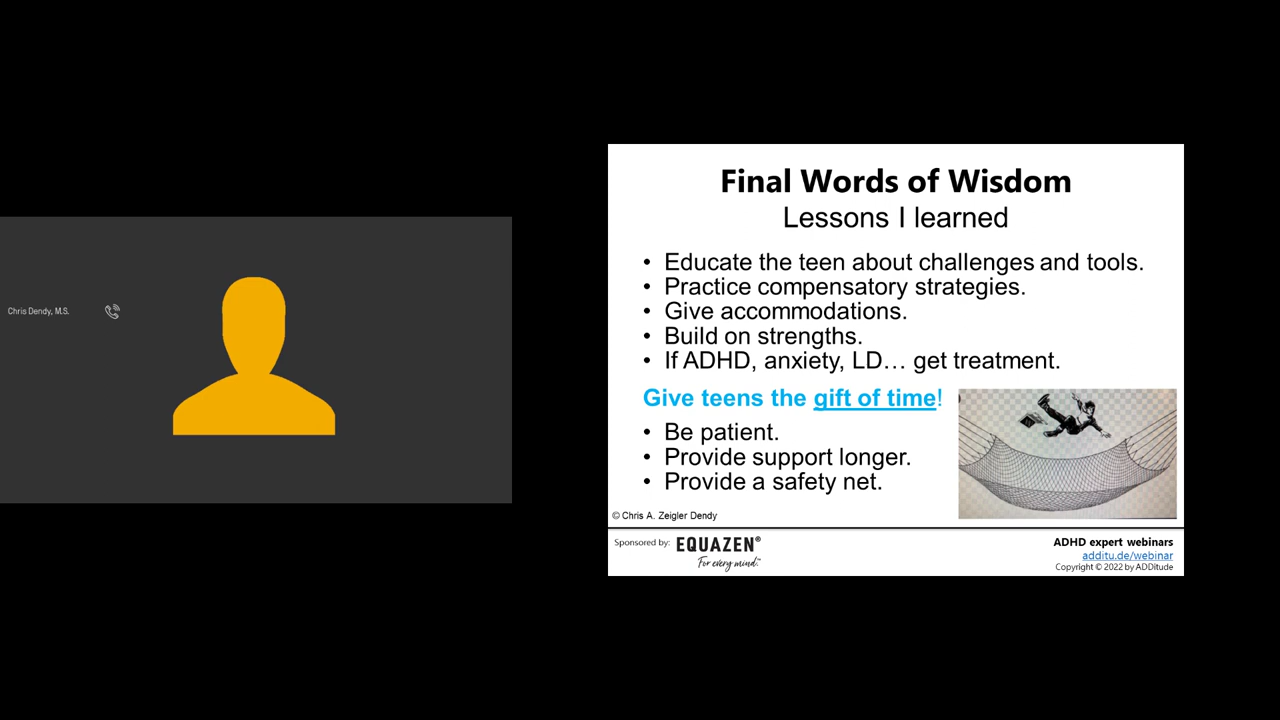 Chris Dendy, M.S.
Final Words of Wisdom
Lessons I learned
• Educate the teen about challenges and tools.
• Practice compensatory strategies.
• Give accommodations.
• Build on strengths.
• If ADHD, anxiety, LD… get treatment.
Give teens the gift of time!
• Be patient.
• Provide support longer.
• Provide a safety net.
© Chris A. Zeigler Dendy
Sponsored by: EQUAZEN®
For every mind.™
ADHD expert webinars
additu.de/webinar
Copyright © 2022 by ADDitude